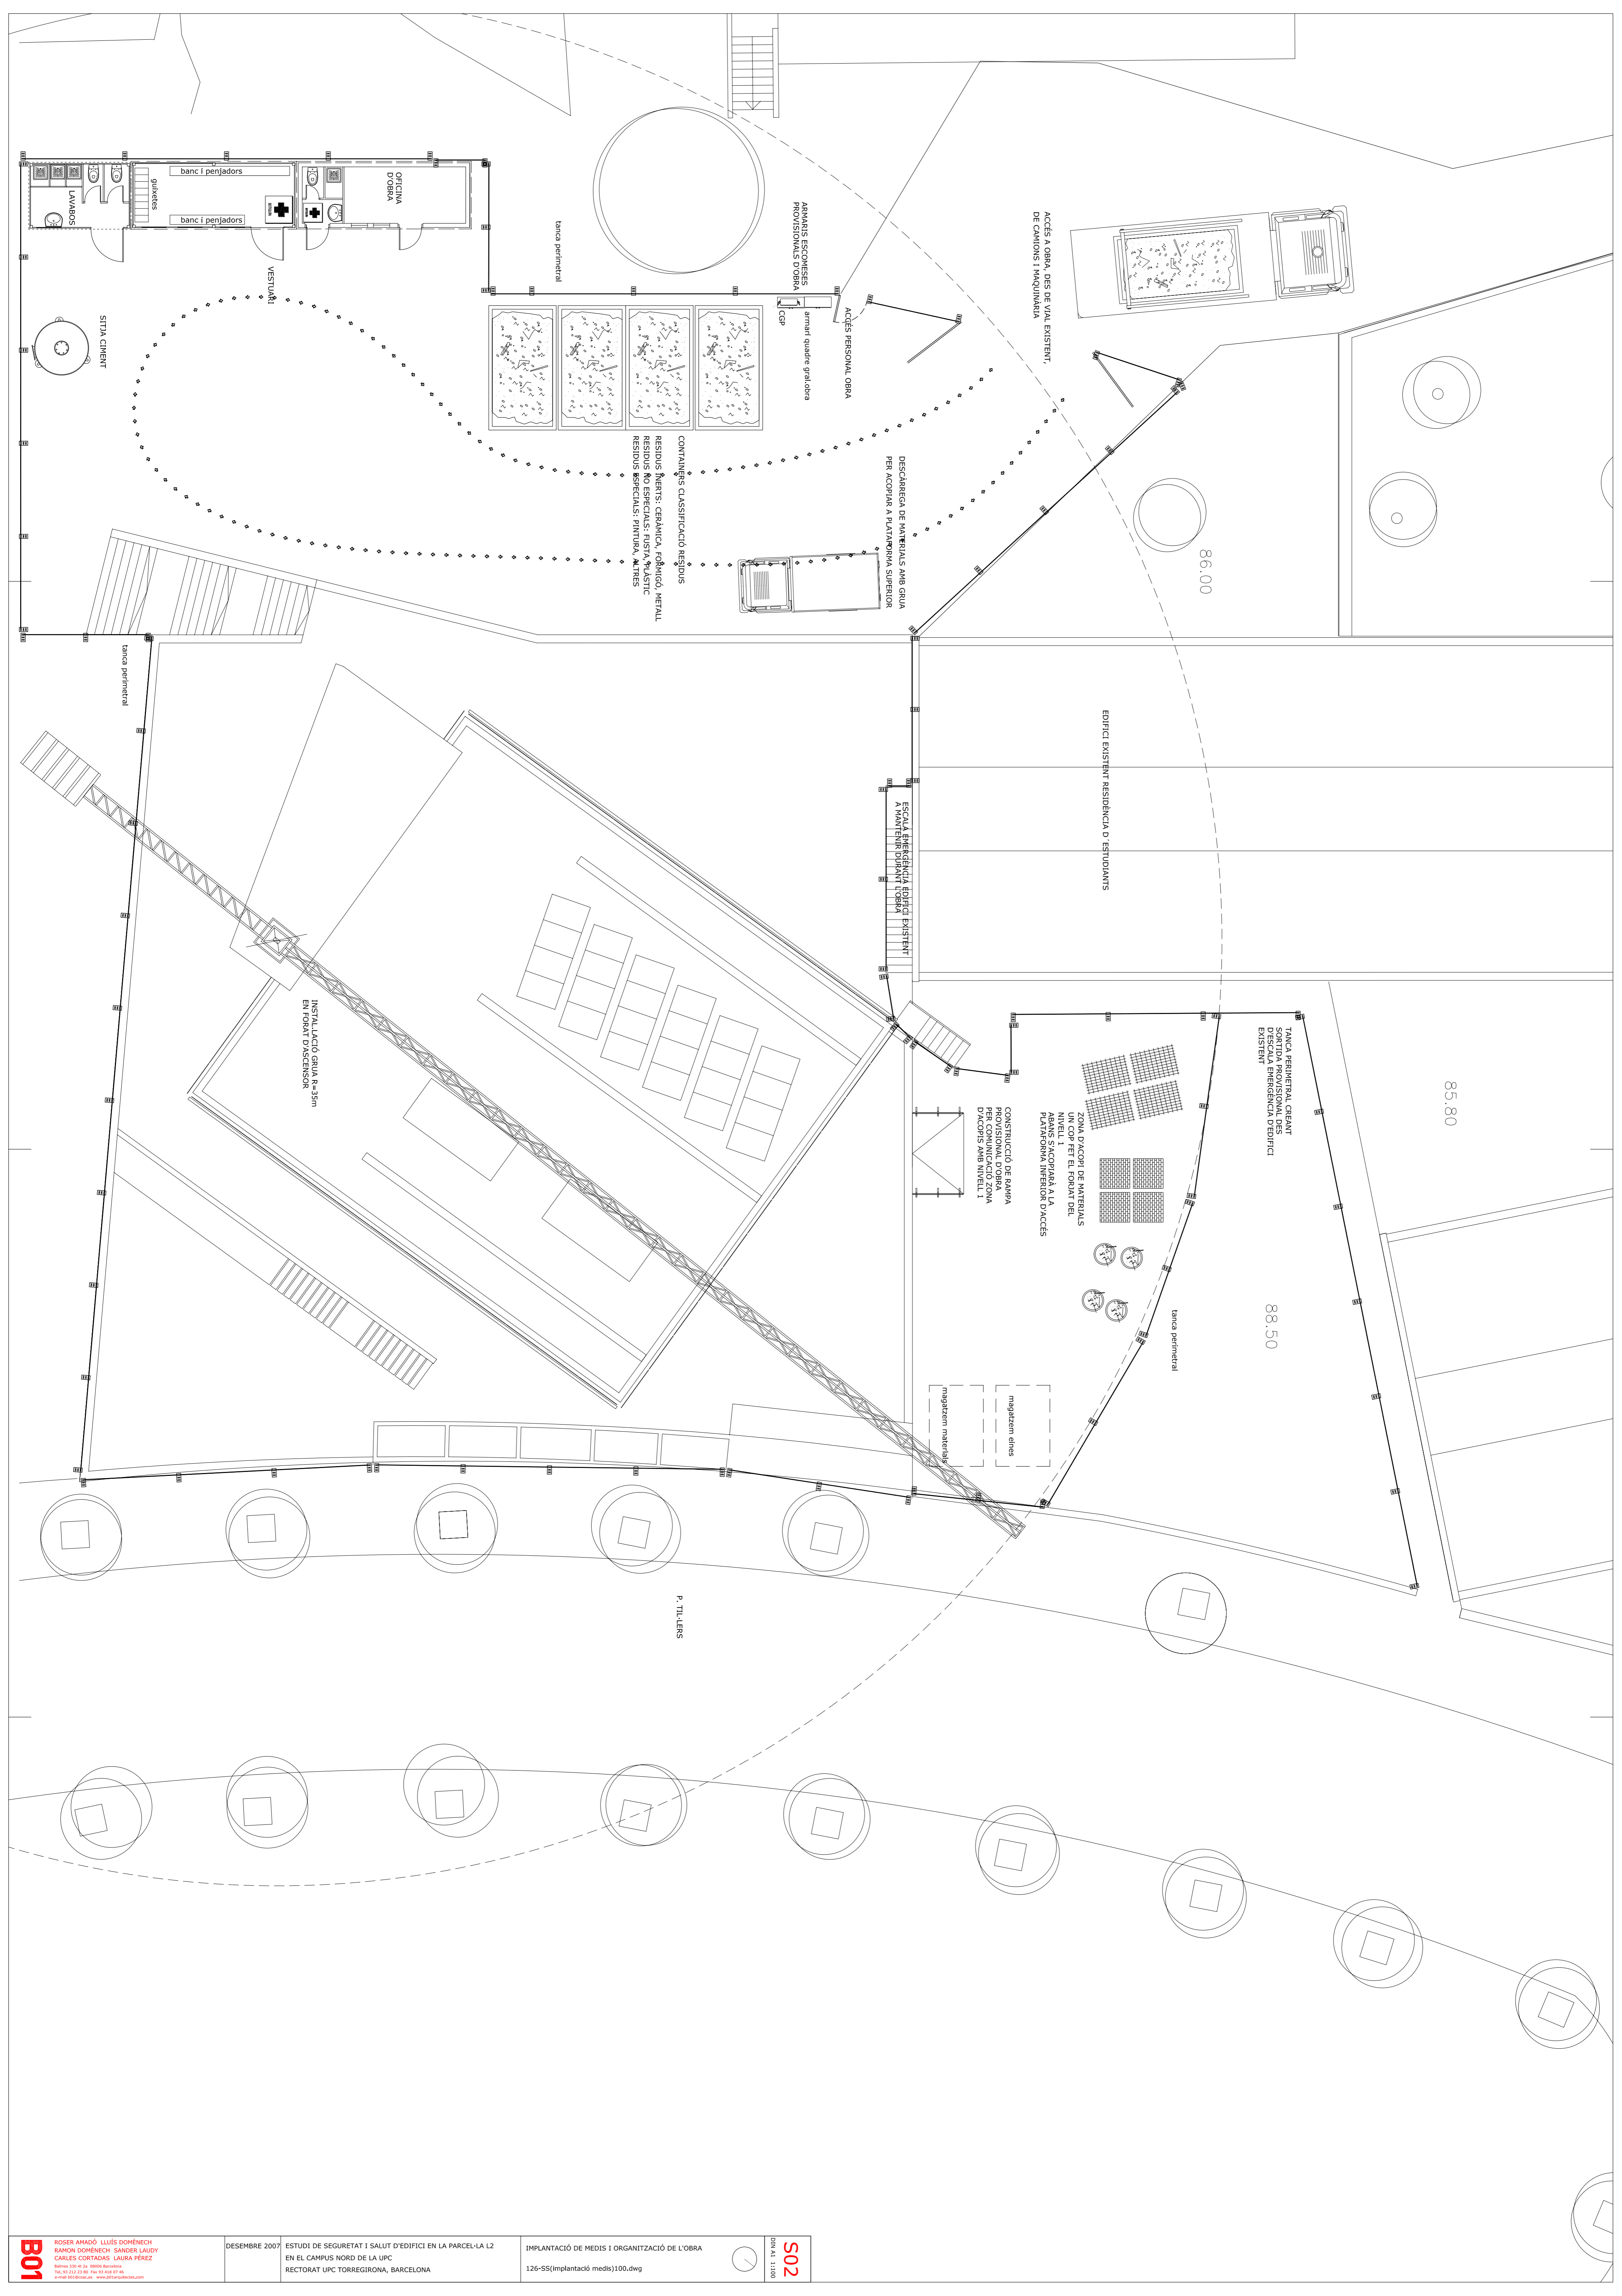 banc i penjadors
guixetes
banc i penjadors
LAVABOS
OFICINA
D'OBRA
VESTUARI
SITJA CIMENT
tanca perimetral
ARMARIS ESCOMESES
PROVISIONALS D'OBRA
CGP
armari quadre gral.obra
ACCÉS PERSONAL OBRA
ACCÉS A OBRA, DES DE VIAL EXISTENT,
DE CAMIONS I MAQUINÀRIA
CONTAINERS CLASSIFICACIÓ RESIDUS
RESIDUS INERTS: CERÀMICA, FORMIGÓ, METALL
RESIDUS NO ESPECIALS: FUSTA, PLÀSTIC
RESIDUS ESPECIALS: PINTURA, ALTRES
DESCÀRREGA DE MATERIALS AMB GRUA
PER ACOPIAR A PLATAFORMA SUPERIOR
86.00
tanca perimetral
EDIFICI EXISTENT RESIDÈNCIA D´ESTUDIANTS
ESCALA EMERGÈNCIA EDIFICI EXISTENT
A MANTENIR DURANT L'OBRA
INSTAL.LACIÓ GRUA R=35m
EN FORAT D'ASCENSOR
TANCA PERIMETRAL CREANT
SORTIDA PROVISIONAL DES
D'ESCALA EMERGÈNCIA D'EDIFICI
EXISTENT
85.80
CONSTRUCCIÓ DE RAMPA
PROVISIONAL D'OBRA
PER COMUNICACIÓ ZONA
D'ACOPIS AMB NIVELL 1
ZONA D'ACOPI DE MATERIALS
UN COP FET EL FORJAT DEL
NIVELL 1
ABANS S'ACOPIARÀ A LA
PLATAFORMA INFERIOR D'ACCÉS
88.50
tanca perimetral
magatzem materials
magatzem eines
P. TIL·LERS
B01
ROSER AMADÓ LLUÍS DOMÈNECH
RAMON DOMÈNECH SANDER LAUDY
CARLES CORTADAS LAURA PÉREZ
DESEMBRE 2007
ESTUDI DE SEGURETAT I SALUT D'EDIFICI EN LA PARCEL·LA L2
EN EL CAMPUS NORD DE LA UPC
RECTORAT UPC TORREGIRONA, BARCELONA
IMPLANTACIÓ DE MEDIS I ORGANITZACIÓ DE L'OBRA
126-SS(implantació medis)100.dwg
DIN A1 1:100
S02